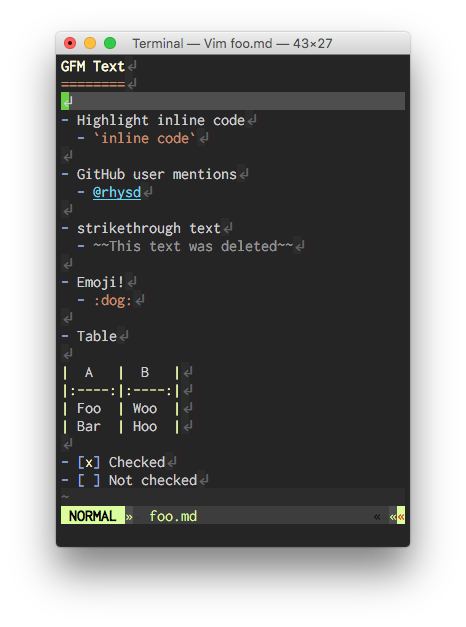 Terminal — Vim foo.md — 43×27
GFM Text↲
========↲
↲
- Highlight inline code↲
  - `inline code`↲
↲
- GitHub user mentions↲
  - @rhysd↲
↲
- strikethrough text↲
  - ~~This text was deleted~~↲
↲
- Emoji!↲
  - :dog:↲
↲
- Table↲
↲
|  A   |  B   |↲
|:----:|:----:|↲
| Foo  | Woo  |↲
| Bar  | Hoo  |↲
↲
- [x] Checked↲
- [ ] Not checked↲
~
NORMAL »  foo.md « ««